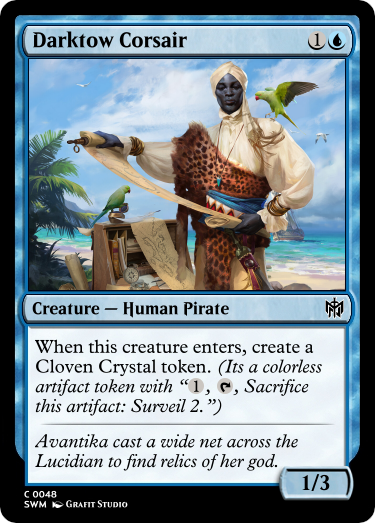 Darktow Corsair 1
Creature — Human Pirate
When this creature enters, create a
Cloven Crystal token. (Its a colorless
artifact token with “1, , Sacrifice
this artifact: Surveil 2.”)
Avantika cast a wide net across the
Lucidian to find relics of her god.
1/3
C 0048
SWM Grafit Studio